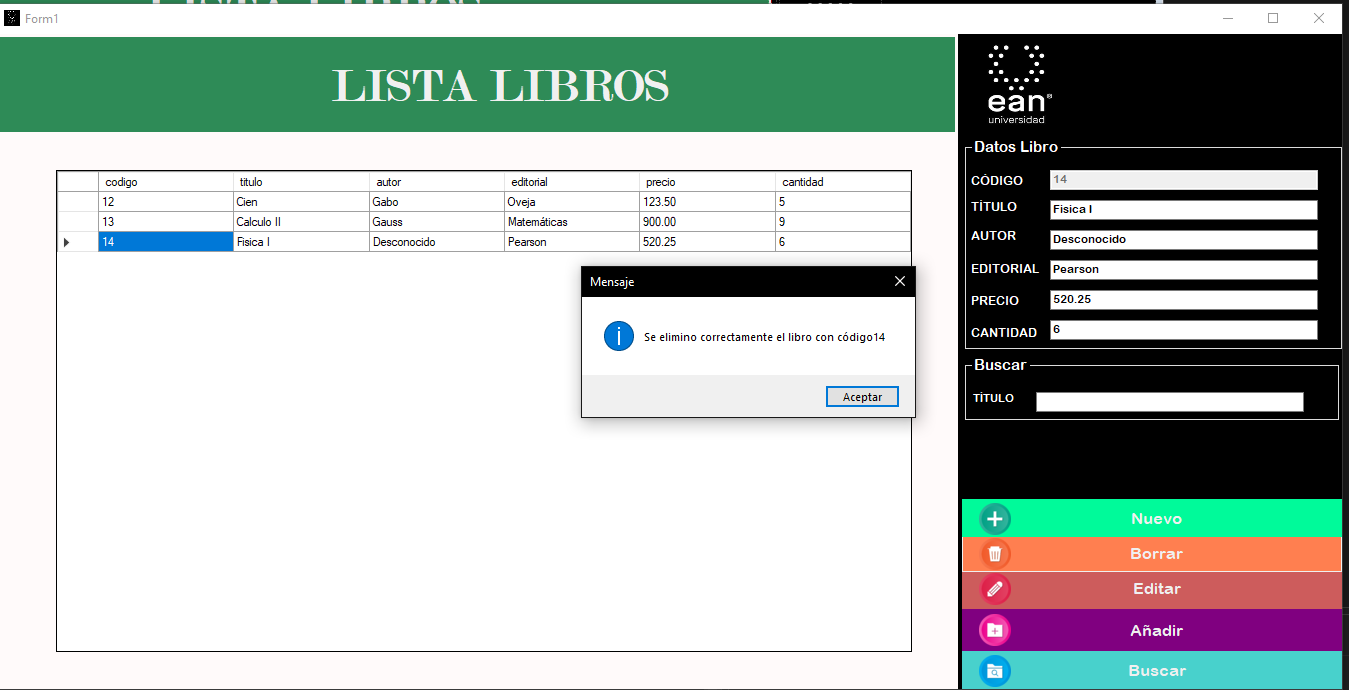 Form1
LISTA LIBROS
codigo titulo autor editorial precio cantidad
12 Cien Gabo Oveja 123.50 5
13 Calculo II Gauss Matemáticas 900.00 9
14 Fisica I Desconocido Pearson 520.25 6
Mensaje
Se elimino correctamente el libro con código14
Aceptar
ean®
universidad
Datos Libro
CÓDIGO 14
TÍTULO Fisica I
AUTOR Desconocido
EDITORIAL Pearson
PRECIO 520.25
CANTIDAD 6
Buscar
TÍTULO
Nuevo
Borrar
Editar
Añadir
Buscar